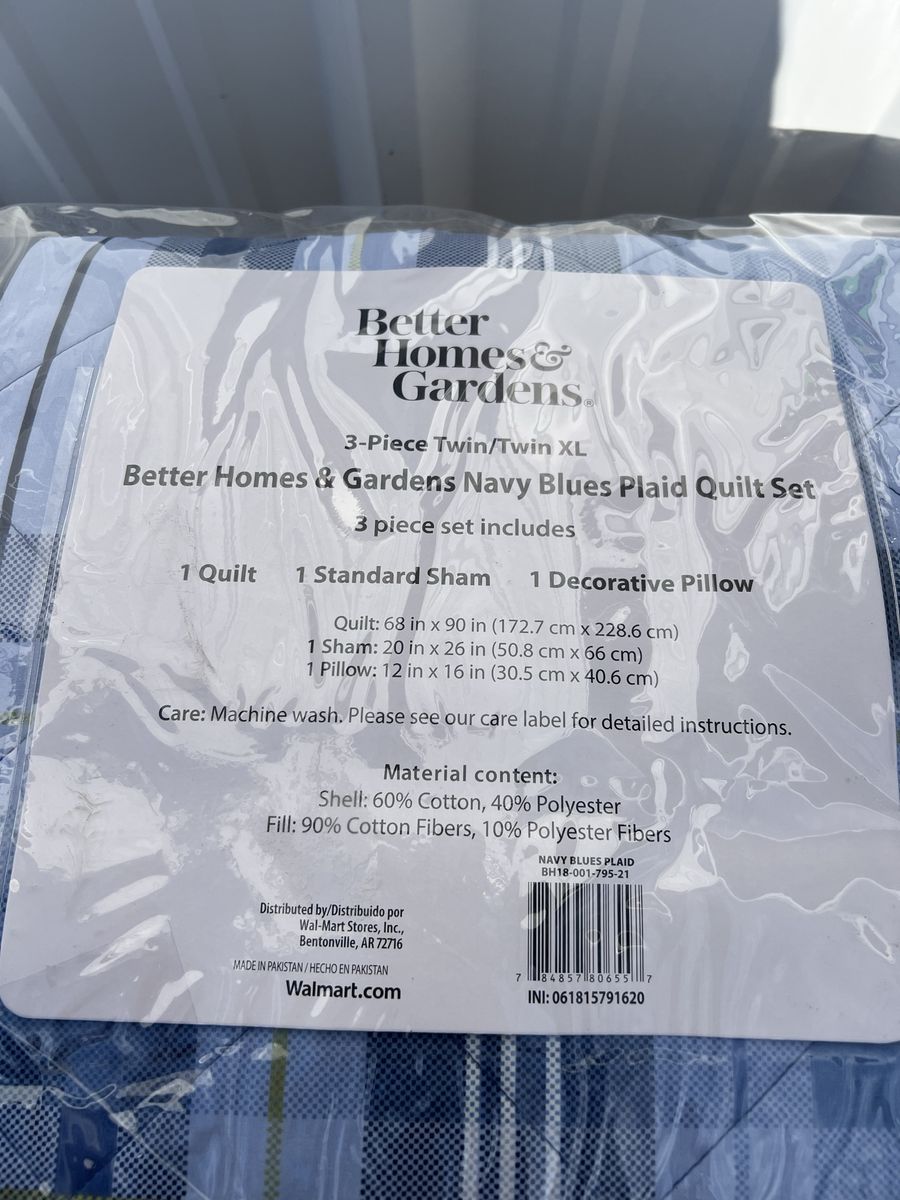 Better
Homes &
Gardens®
3-Piece Twin/Twin XL
Better Homes & Gardens Navy Blues Plaid Quilt Set
3 piece set includes
1 Quilt 1 Standard Sham 1 Decorative Pillow
Quilt: 68 in x 90 in (172.7 cm x 228.6 cm)
1 Sham: 20 in x 26 in (50.8 cm x 66 cm)
1 Pillow: 12 in x 16 in (30.5 cm x 40.6 cm)
Care: Machine wash. Please see our care label for detailed instructions.
Material content:
Shell: 60% Cotton, 40% Polyester
Fill: 90% Cotton Fibers, 10% Polyester Fibers
Distributed by/Distribuido por
Wal-Mart Stores, Inc.,
Bentonville, AR 72716
MADE IN PAKISTAN / HECHO EN PAKISTAN
Walmart.com
NAVY BLUES PLAID
BH18-001-795-21
7 84857 80655 7
INI: 061815791620